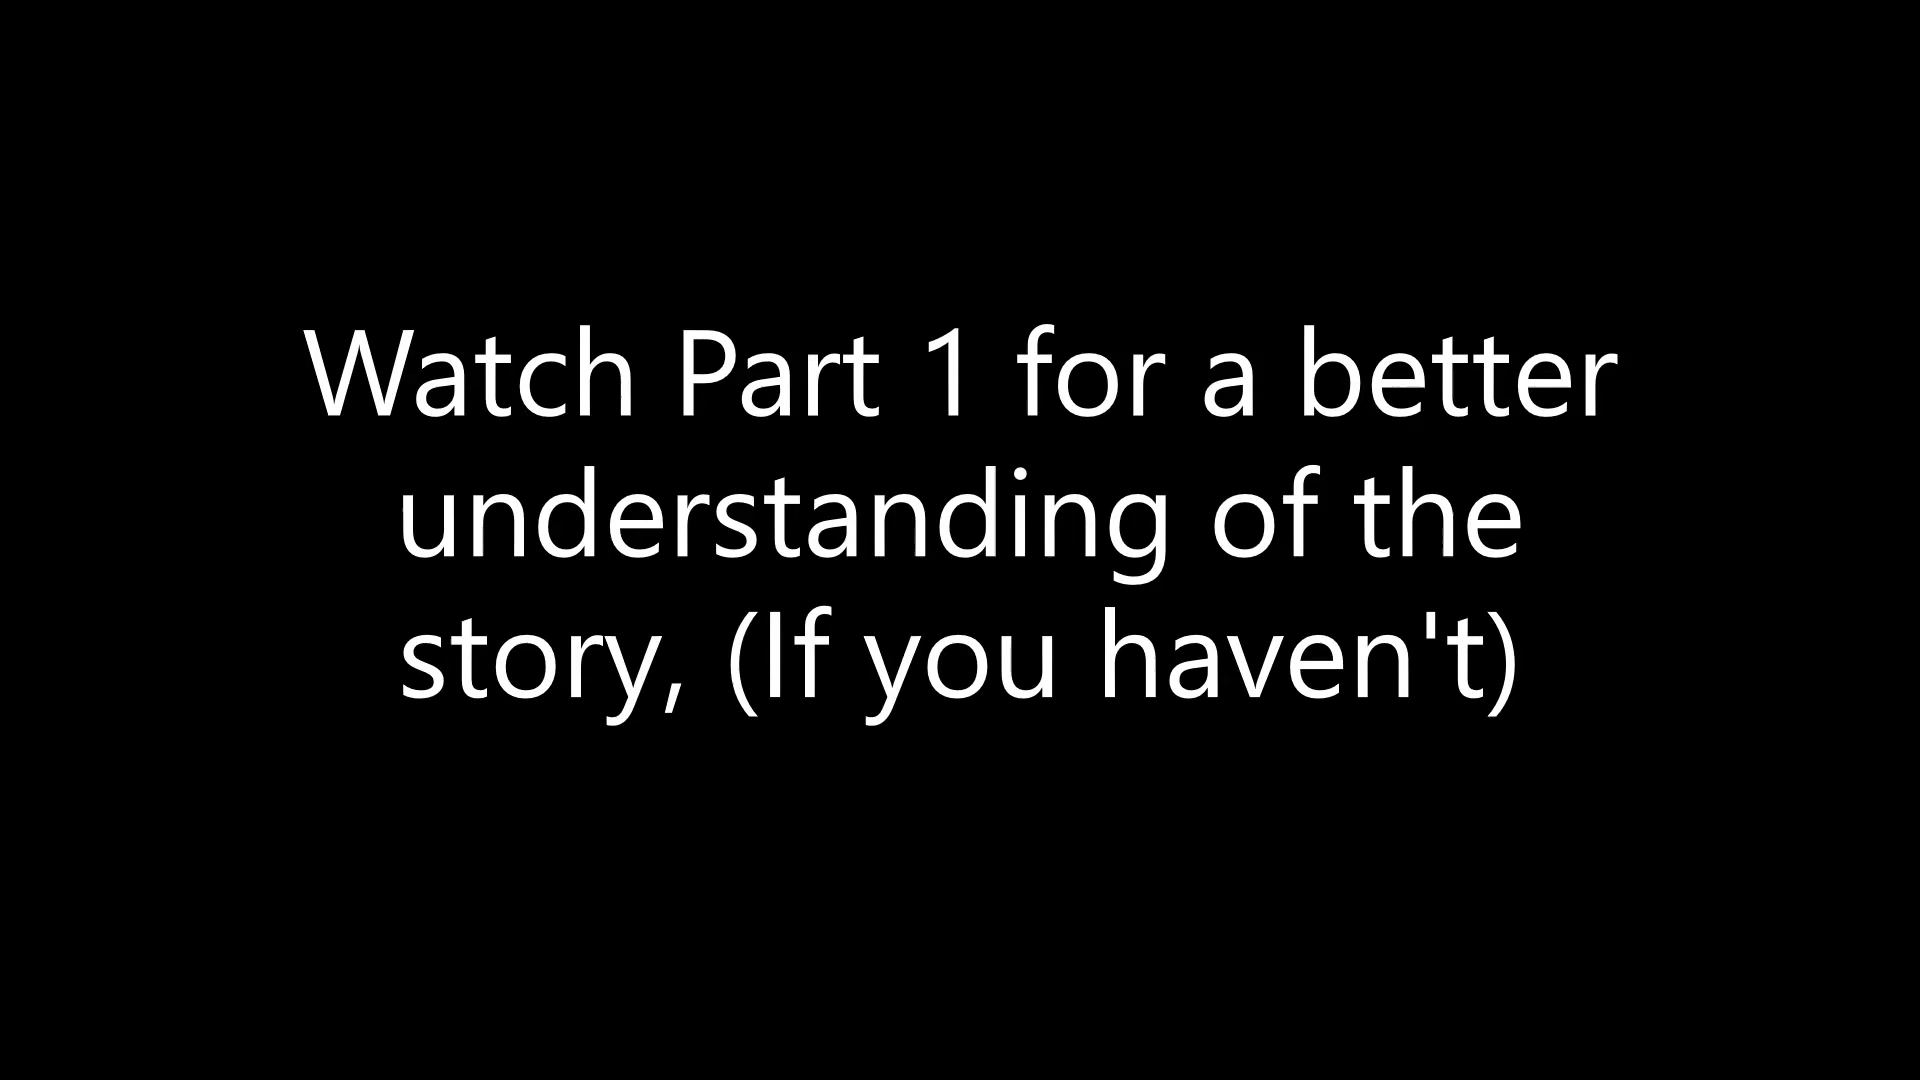 Watch Part 1 for a better
understanding of the
story, (If you haven't)